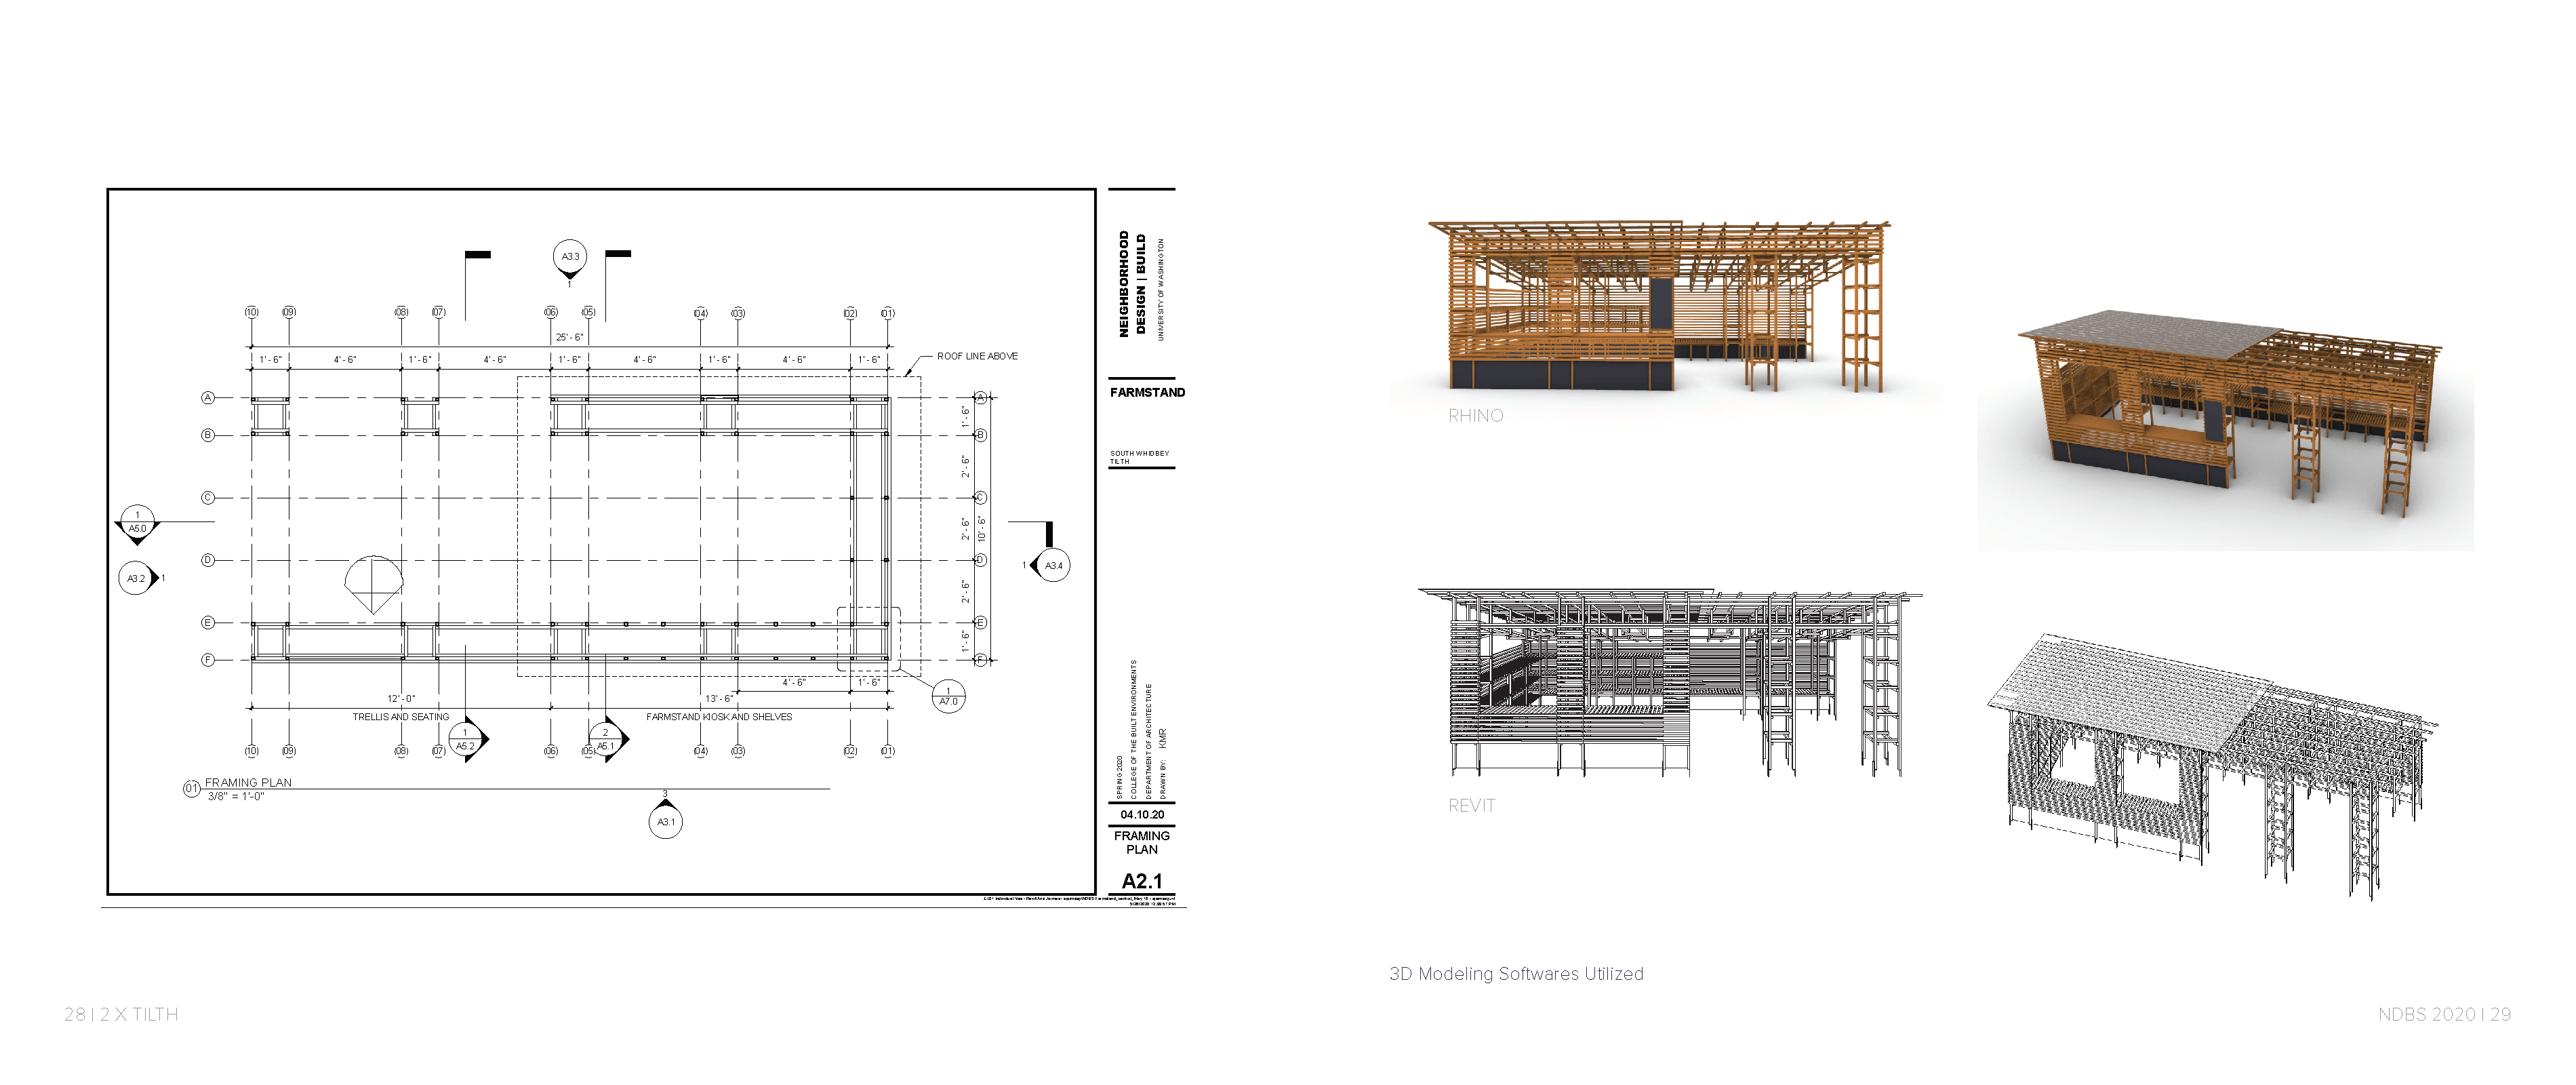 A3.3
1
(10) (09) (08) (07) (06) (05) (04) (03) (02) (01)
25' - 6"
1' - 6" 4' - 6" 1' - 6" 4' - 6" 1' - 6" 4' - 6" 1' - 6" 4' - 6" 1' - 6"
ROOF LINE ABOVE
A A
1' - 6"
B B
2' - 6"
C C
2' - 6" 10' - 6"
D D
2' - 6"
E E
1' - 6"
F F
1
A5.0
A3.2 1
1 A3.4
4' - 6" 1' - 6"
12' - 0" 13' - 6"
TRELLIS AND SEATING FARMSTAND KIOSK AND SHELVES
1
A7.0
1
A5.2
2
A5.1
(10) (09) (08) (07) (06) (05) (04) (03) (02) (01)
01 FRAMING PLAN
3/8" = 1'-0"
3
A3.1
NEIGHBORHOOD
DESIGN | BUILD
UNIVERSITY OF WASHINGTON
FARMSTAND
SOUTH WHIDBEY
TILTH
SPRING 2020
COLLEGE OF THE BUILT ENVIRONMENTS
DEPARTMENT OF ARCHITECTURE
DRAWN BY: KMR
04.10.20
FRAMING
PLAN
A2.1
RHINO
REVIT
3D Modeling Softwares Utilized
28 | 2 X TILTH
NDBS 2020 | 29